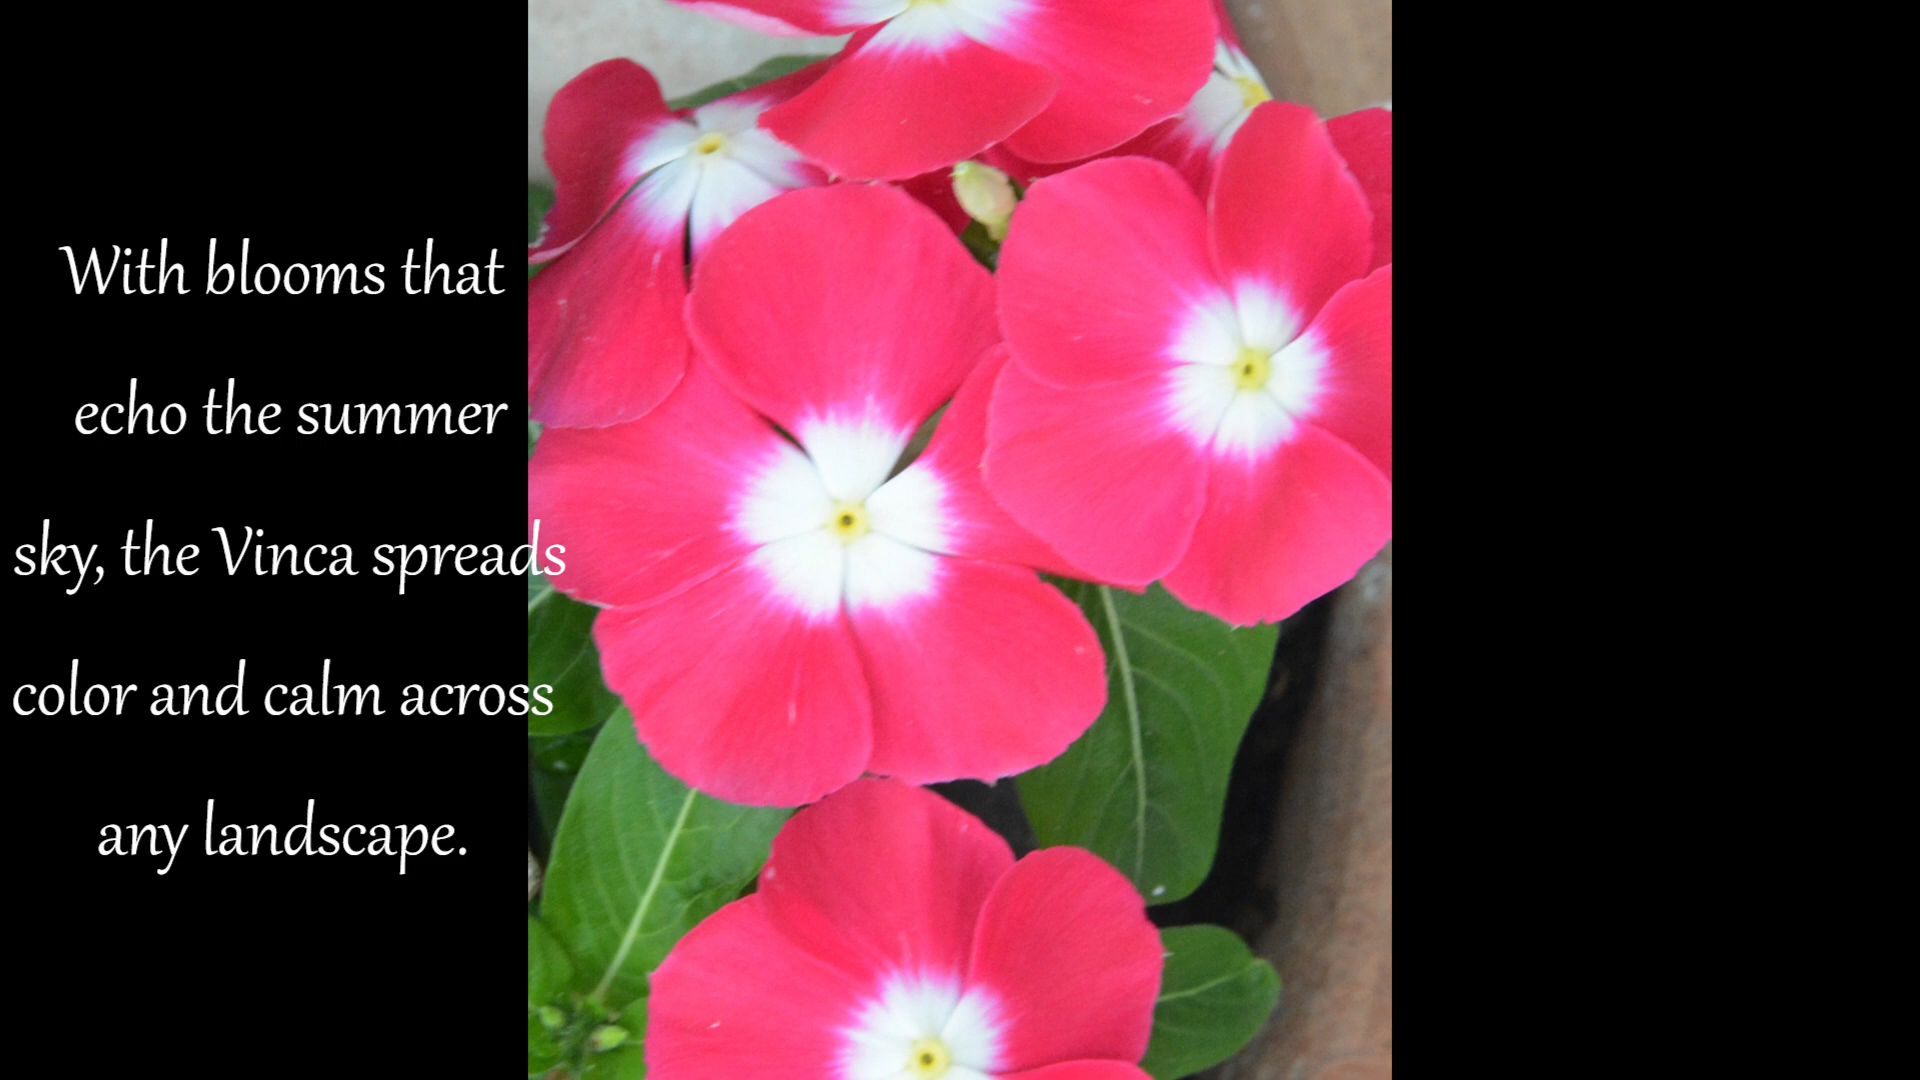 With blooms that
echo the summer
sky, the Vinca spreads
color and calm across
any landscape.